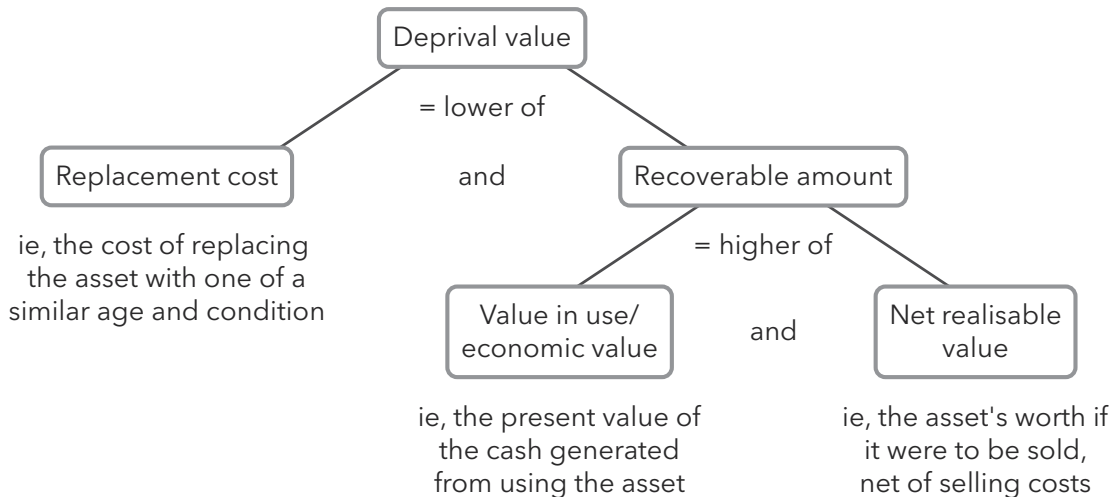 Deprival value
= lower of
Replacement cost
and
Recoverable amount
ie, the cost of replacing
the asset with one of a
similar age and condition
= higher of
Value in use/
economic value
and
Net realisable
value
ie, the present value of
the cash generated
from using the asset
ie, the asset's worth if
it were to be sold,
net of selling costs